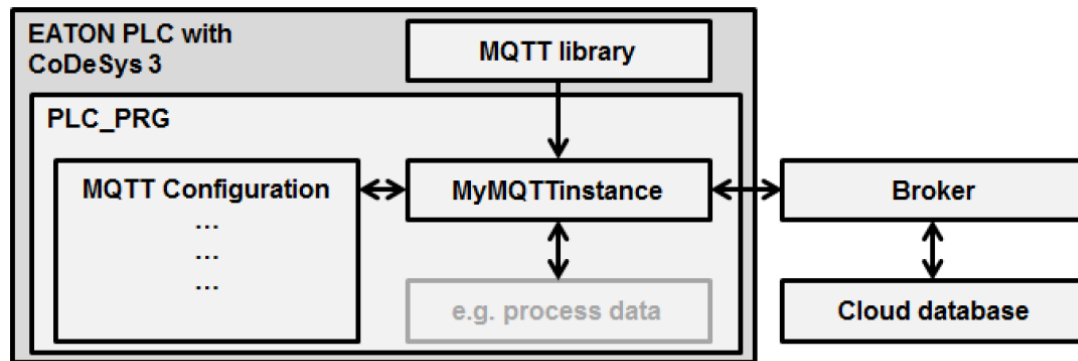 EATON PLC with
CoDeSys 3
MQTT library
PLC_PRG
MQTT Configuration
...
...
...
MyMQTTinstance
Broker
e.g. process data
Cloud database